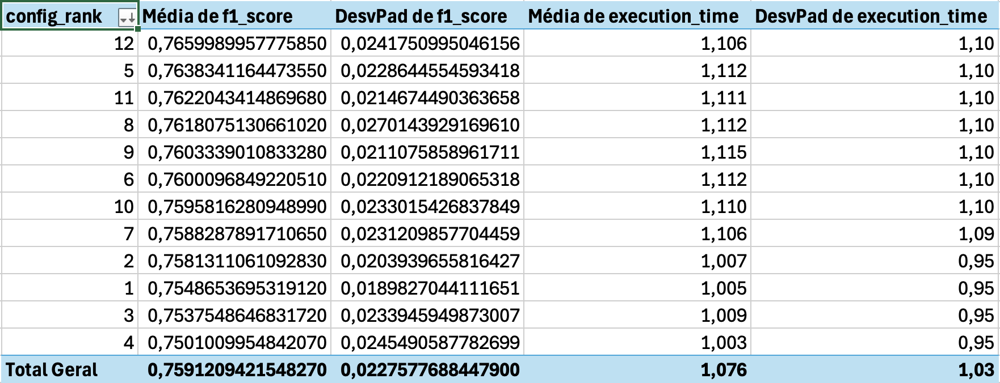 config_rank Média de f1_score DesvPad de f1_score Média de execution_time DesvPad de execution_time
12 0,7659989957775850 0,0241750995046156 1,106 1,10
5 0,7638341164473550 0,0228644554593418 1,112 1,10
11 0,7622043414869680 0,0214674490363658 1,111 1,10
8 0,7618075130661020 0,0270143929169610 1,112 1,10
9 0,7603339010833280 0,0211075858961711 1,115 1,10
6 0,7600096849220510 0,0220912189065318 1,112 1,10
10 0,7595816280948990 0,0233015426837849 1,110 1,10
7 0,7588287891710650 0,0231209857704459 1,106 1,09
2 0,7581311061092830 0,0203939655816427 1,007 0,95
1 0,7548653695319120 0,0189827044111651 1,005 0,95
3 0,7537548646831720 0,0233945949873007 1,009 0,95
4 0,7501009954842070 0,0245490587782699 1,003 0,95
Total Geral 0,7591209421548270 0,0227577688447900 1,076 1,03